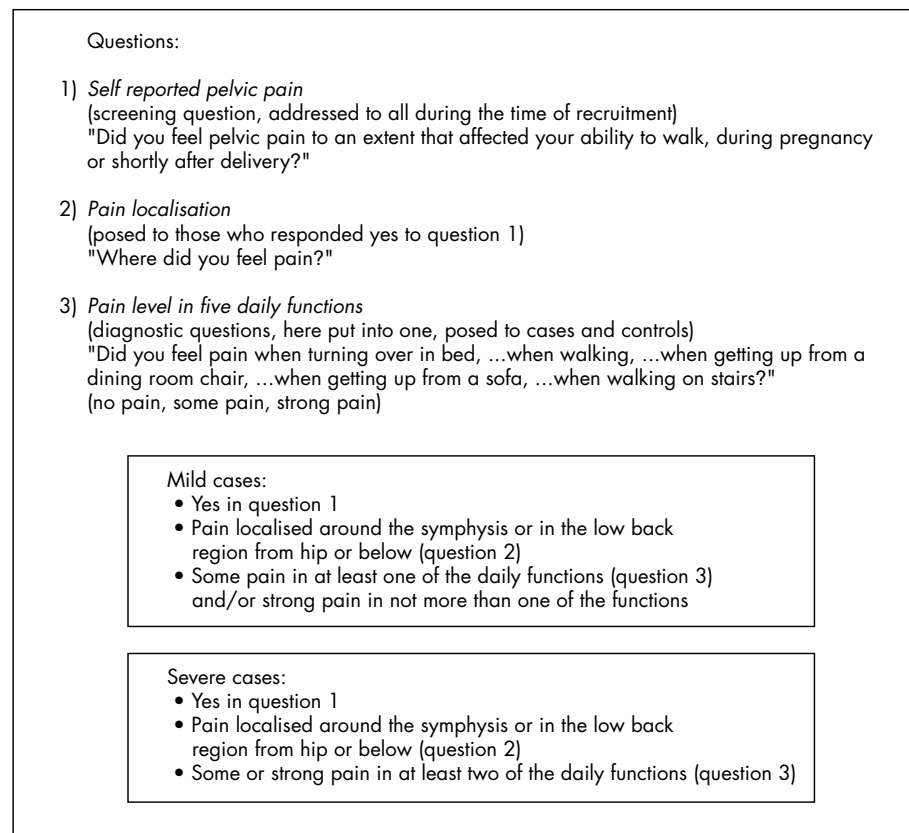 Questions:
1) Self reported pelvic pain
(screening question, addressed to all during the time of recruitment)
"Did you feel pelvic pain to an extent that affected your ability to walk, during pregnancy
or shortly after delivery?"
2) Pain localisation
(posed to those who responded yes to question 1)
"Where did you feel pain?"
3) Pain level in five daily functions
(diagnostic questions, here put into one, posed to cases and controls)
"Did you feel pain when turning over in bed, ...when walking, ...when getting up from a
dining room chair, ...when getting up from a sofa, ...when walking on stairs?"
(no pain, some pain, strong pain)
Mild cases:
• Yes in question 1
• Pain localised around the symphysis or in the low back
region from hip or below (question 2)
• Some pain in at least one of the daily functions (question 3)
and/or strong pain in not more than one of the functions
Severe cases:
• Yes in question 1
• Pain localised around the symphysis or in the low back
region from hip or below (question 2)
• Some or strong pain in at least two of the daily functions (question 3)